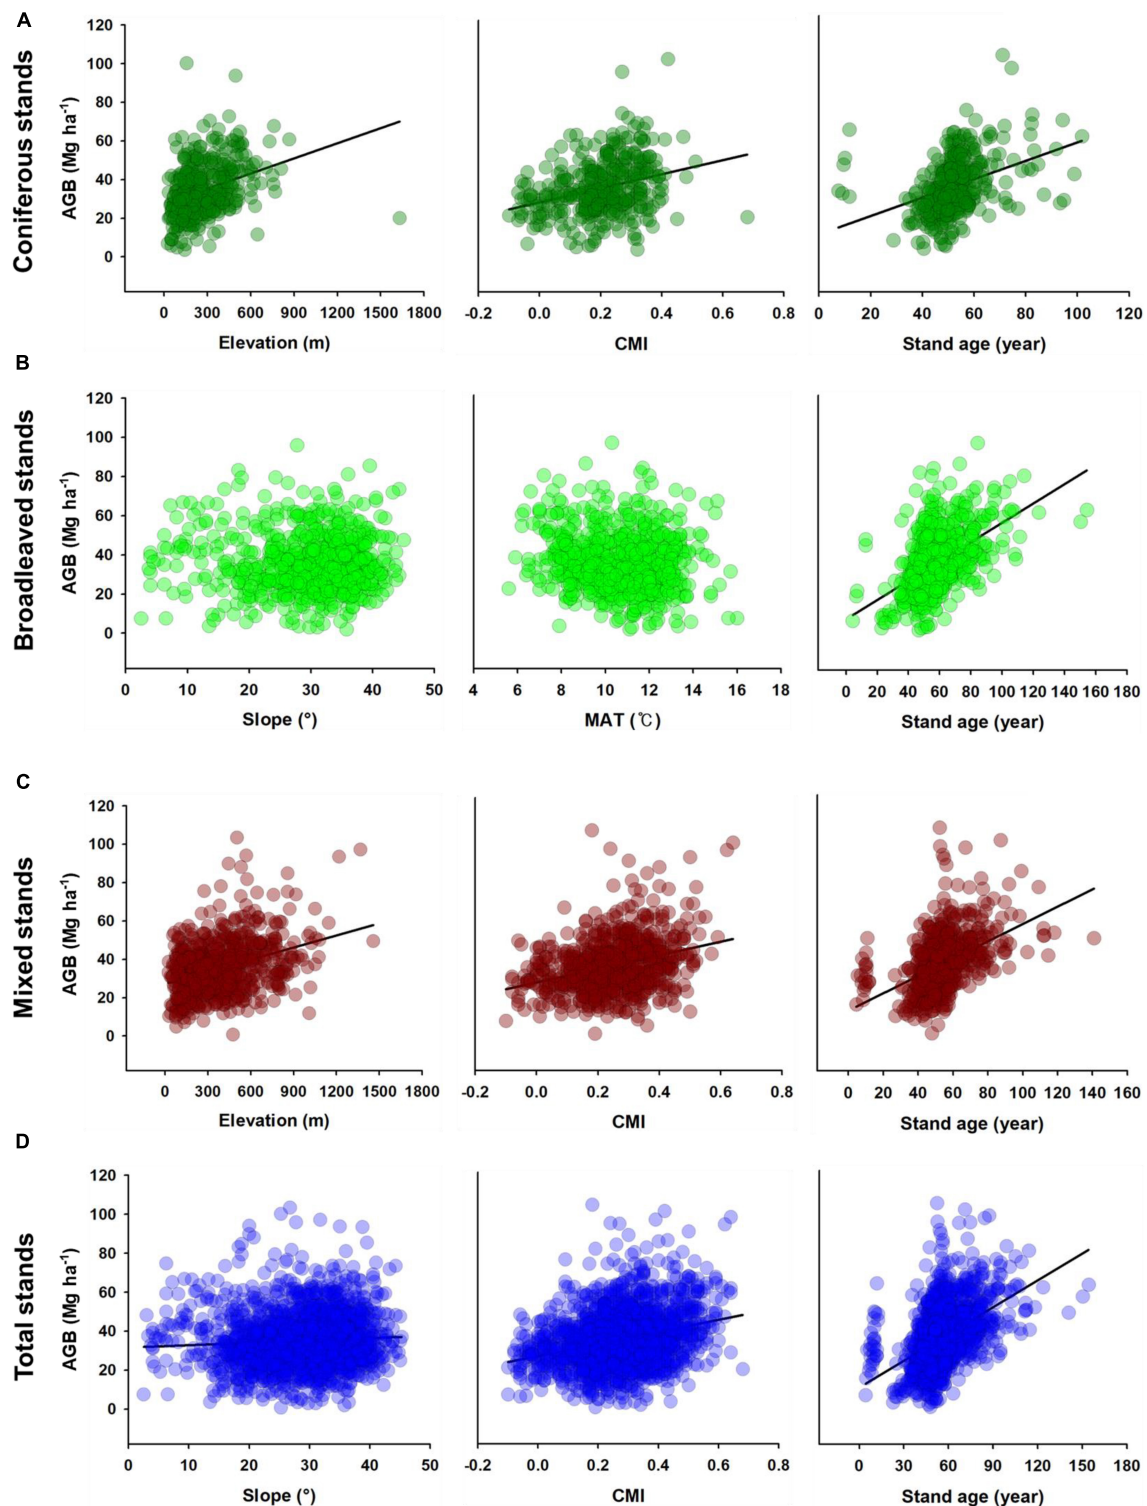 A
Coniferous stands
AGB (Mg ha⁻¹)
120
100
80
60
40
20
0
0 300 600 900 1200 1500 1800
Elevation (m)
-0.2 0.0 0.2 0.4 0.6 0.8
CMI
0 20 40 60 80 100 120
Stand age (year)
B
Broadleaved stands
AGB (Mg ha⁻¹)
120
100
80
60
40
20
0
0 10 20 30 40 50
Slope (°)
4 6 8 10 12 14 16 18
MAT (℃)
0 20 40 60 80 100 120 140 160 180
Stand age (year)
C
Mixed stands
AGB (Mg ha⁻¹)
120
100
80
60
40
20
0
0 300 600 900 1200 1500 1800
Elevation (m)
-0.2 0.0 0.2 0.4 0.6 0.8
CMI
0 20 40 60 80 100 120 140 160
Stand age (year)
D
Total stands
AGB (Mg ha⁻¹)
120
100
80
60
40
20
0
0 10 20 30 40 50
Slope (°)
-0.2 0.0 0.2 0.4 0.6 0.8
CMI
0 30 60 90 120 150 180
Stand age (year)